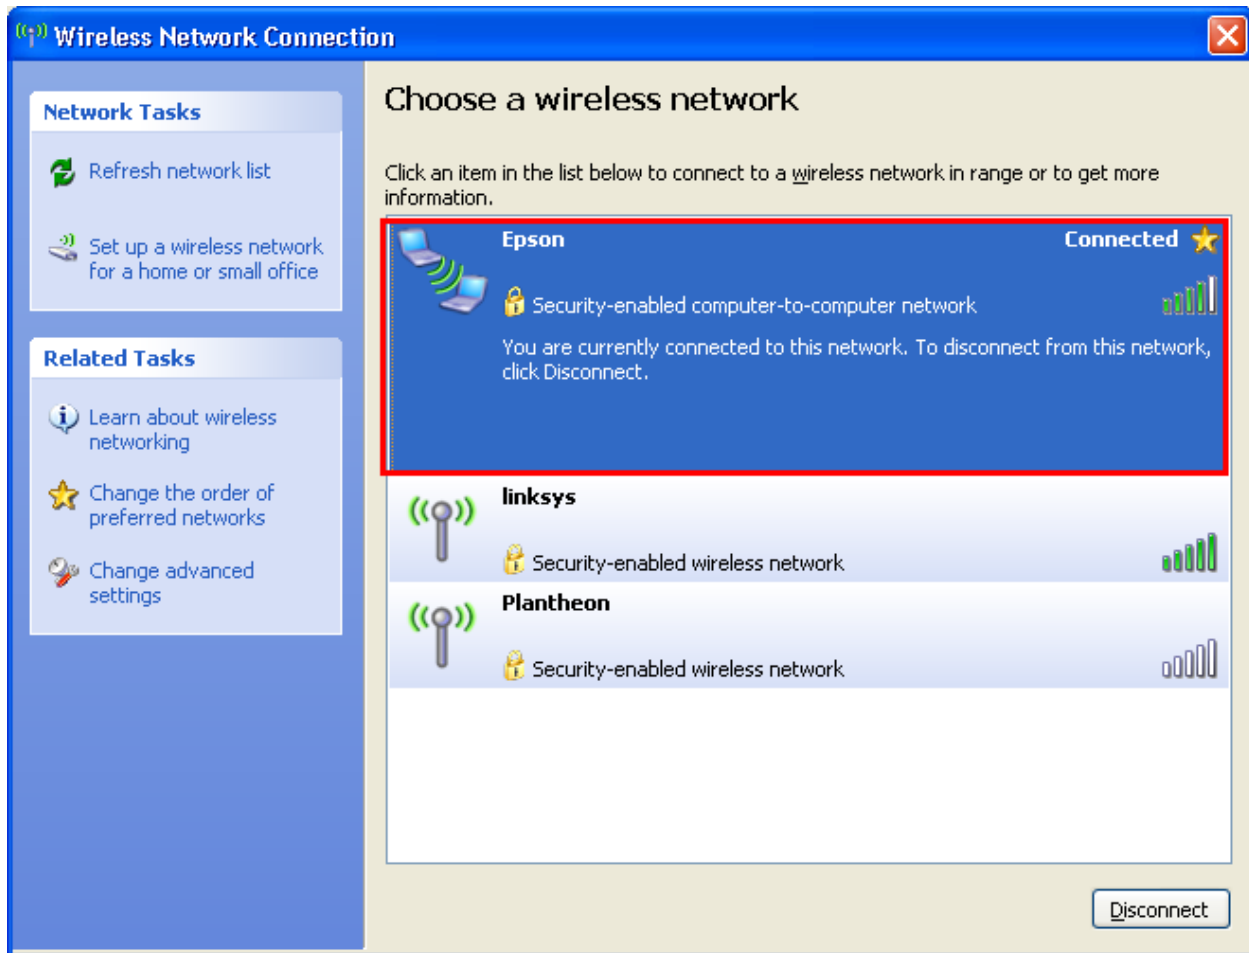 Wireless Network Connection
Network Tasks
Refresh network list
Set up a wireless network
for a home or small office
Related Tasks
Learn about wireless
networking
Change the order of
preferred networks
Change advanced
settings
Choose a wireless network
Click an item in the list below to connect to a wireless network in range or to get more
information.
Epson Connected
Security-enabled computer-to-computer network
You are currently connected to this network. To disconnect from this network,
click Disconnect.
linksys
Security-enabled wireless network
Plantheon
Security-enabled wireless network
Disconnect